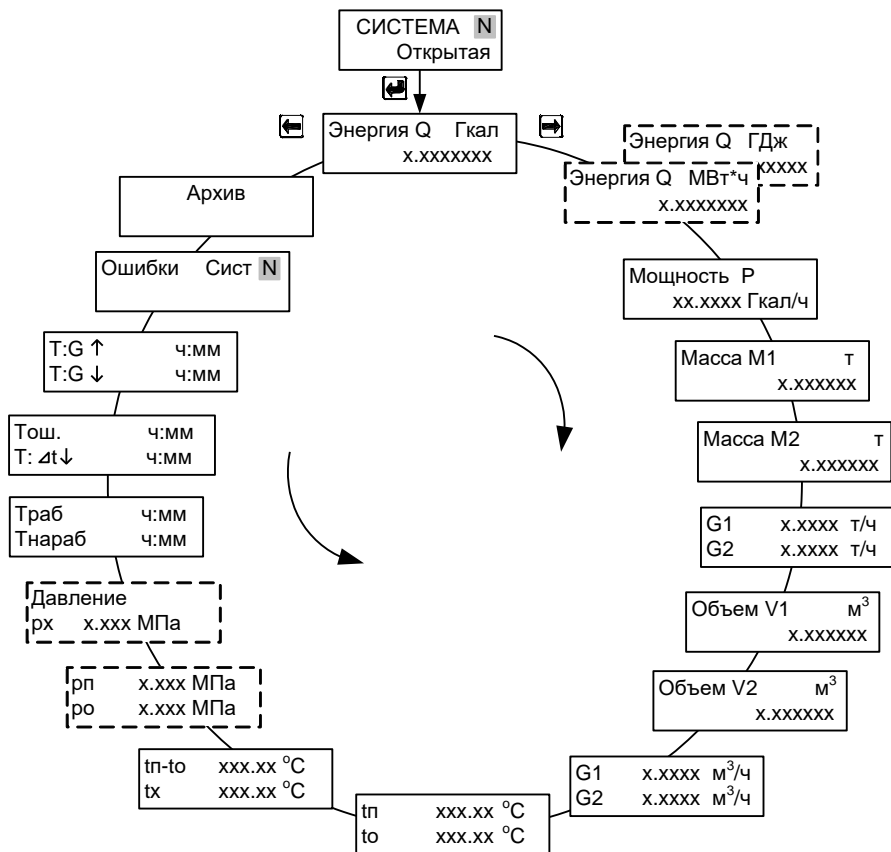 СИСТЕМА N
Открытая
Энергия Q Гкал
x.xxxxxxx
Энергия Q ГДж
xxxxx
Энергия Q МВт*ч
x.xxxxxxx
Мощность P
xx.xxxx Гкал/ч
Масса M1 т
x.xxxxxx
Масса M2 т
x.xxxxxx
G1 x.xxxx т/ч
G2 x.xxxx т/ч
Объем V1 м³
x.xxxxxx
Объем V2 м³
x.xxxxxx
G1 x.xxxx м³/ч
G2 x.xxxx м³/ч
tп xxx.xx °C
tо xxx.xx °C
tп-tо xxx.xx °C
tх xxx.xx °C
рп x.xxx МПа
ро x.xxx МПа
Давление
рх x.xxx МПа
Траб ч:мм
Тнараб ч:мм
Тош. ч:мм
T: ⊿t↓ ч:мм
T:G ↑ ч:мм
T:G ↓ ч:мм
Ошибки Сист N
Архив